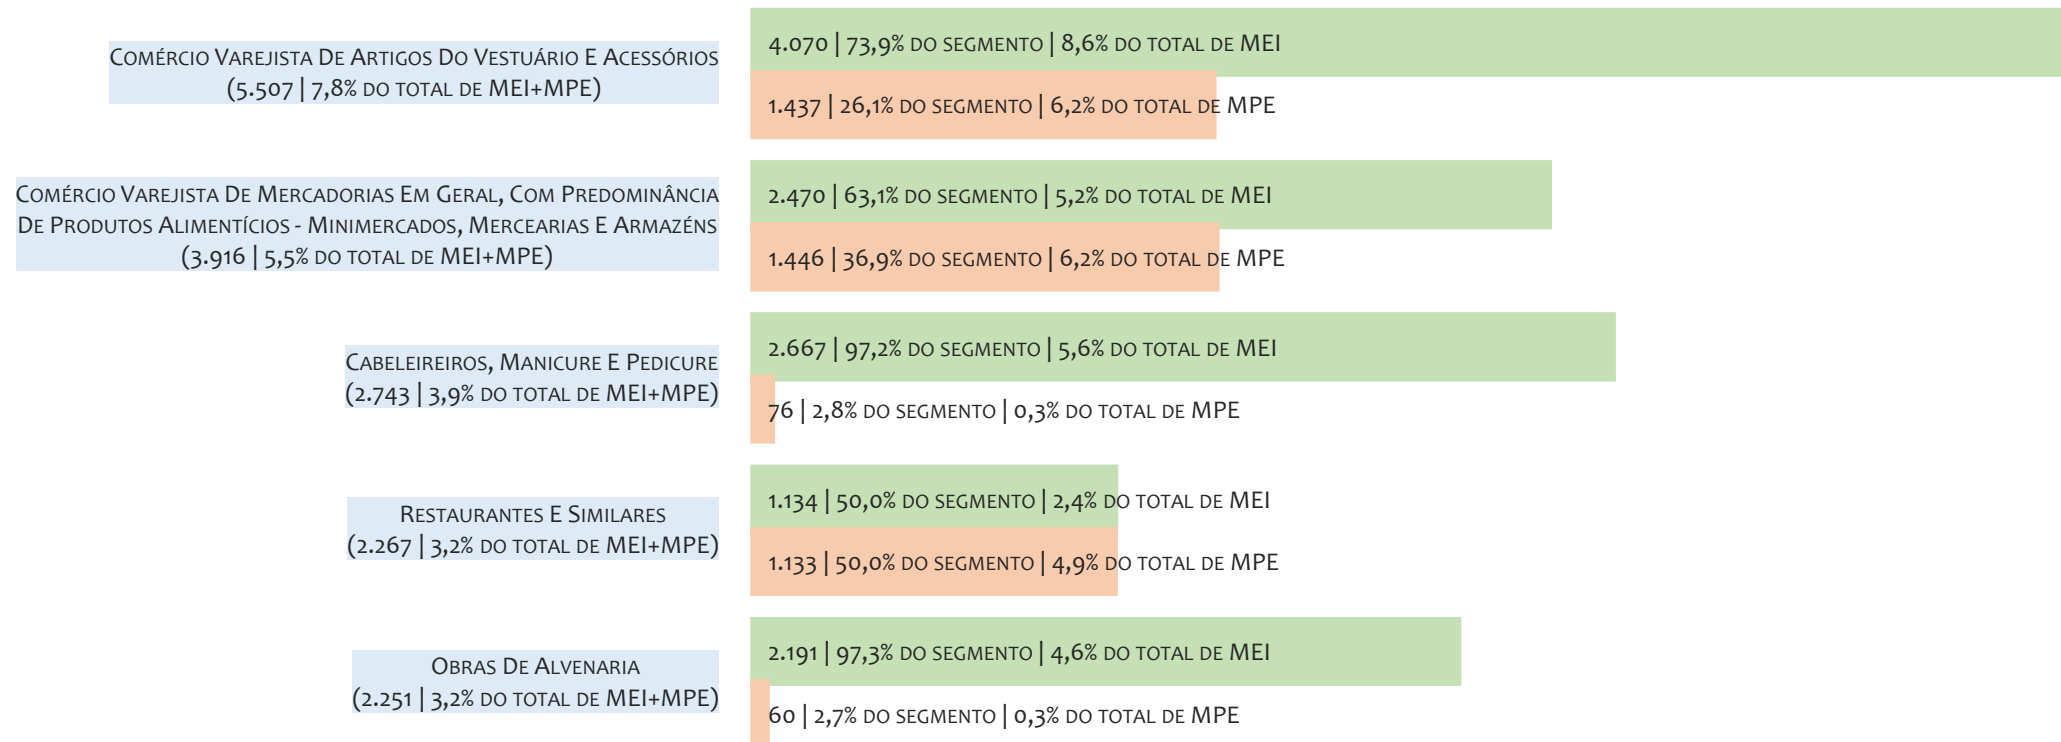 Comércio Varejista De Artigos Do Vestuário E Acessórios
(5.507 | 7,8% do total de MEI+MPE)
4.070 | 73,9% do segmento | 8,6% do total de MEI
1.437 | 26,1% do segmento | 6,2% do total de MPE
Comércio Varejista De Mercadorias Em Geral, Com Predominância
De Produtos Alimentícios - Minimercados, Mercearias E Armazéns
(3.916 | 5,5% do total de MEI+MPE)
2.470 | 63,1% do segmento | 5,2% do total de MEI
1.446 | 36,9% do segmento | 6,2% do total de MPE
Cabeleireiros, Manicure E Pedicure
(2.743 | 3,9% do total de MEI+MPE)
2.667 | 97,2% do segmento | 5,6% do total de MEI
76 | 2,8% do segmento | 0,3% do total de MPE
Restaurantes E Similares
(2.267 | 3,2% do total de MEI+MPE)
1.134 | 50,0% do segmento | 2,4% do total de MEI
1.133 | 50,0% do segmento | 4,9% do total de MPE
Obras De Alvenaria
(2.251 | 3,2% do total de MEI+MPE)
2.191 | 97,3% do segmento | 4,6% do total de MEI
60 | 2,7% do segmento | 0,3% do total de MPE